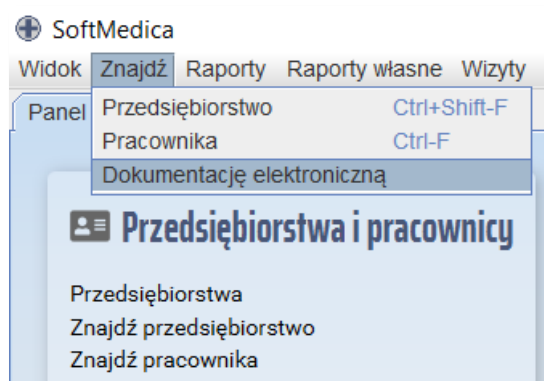 SoftMedica
Widok Znajdź Raporty Raporty własne Wizyty
Panel
Przedsiębiorstwo Ctrl+Shift-F
Pracownika Ctrl-F
Dokumentację elektroniczną
Przedsiębiorstwa i pracownicy
Przedsiębiorstwa
Znajdź przedsiębiorstwo
Znajdź pracownika